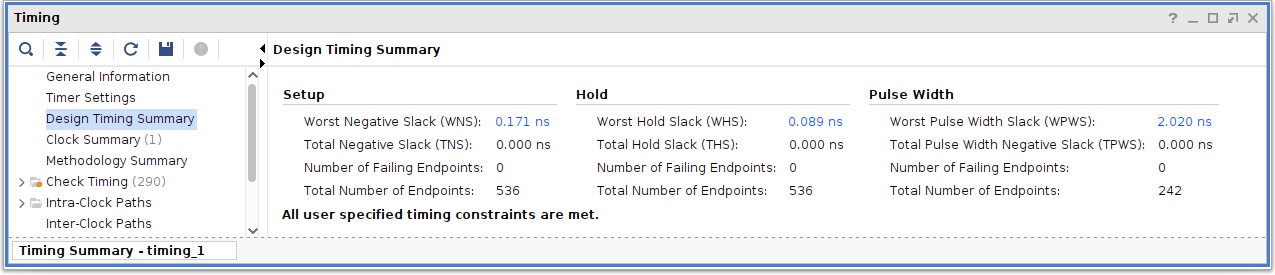 Timing
Design Timing Summary
General Information
Timer Settings
Design Timing Summary
Clock Summary (1)
Methodology Summary
Check Timing (290)
Intra-Clock Paths
Inter-Clock Paths
Setup Hold Pulse Width
Worst Negative Slack (WNS): 0.171 ns Worst Hold Slack (WHS): 0.089 ns Worst Pulse Width Slack (WPWS): 2.020 ns
Total Negative Slack (TNS): 0.000 ns Total Hold Slack (THS): 0.000 ns Total Pulse Width Negative Slack (TPWS): 0.000 ns
Number of Failing Endpoints: 0 Number of Failing Endpoints: 0 Number of Failing Endpoints: 0
Total Number of Endpoints: 536 Total Number of Endpoints: 536 Total Number of Endpoints: 242
All user specified timing constraints are met.
Timing Summary - timing_1